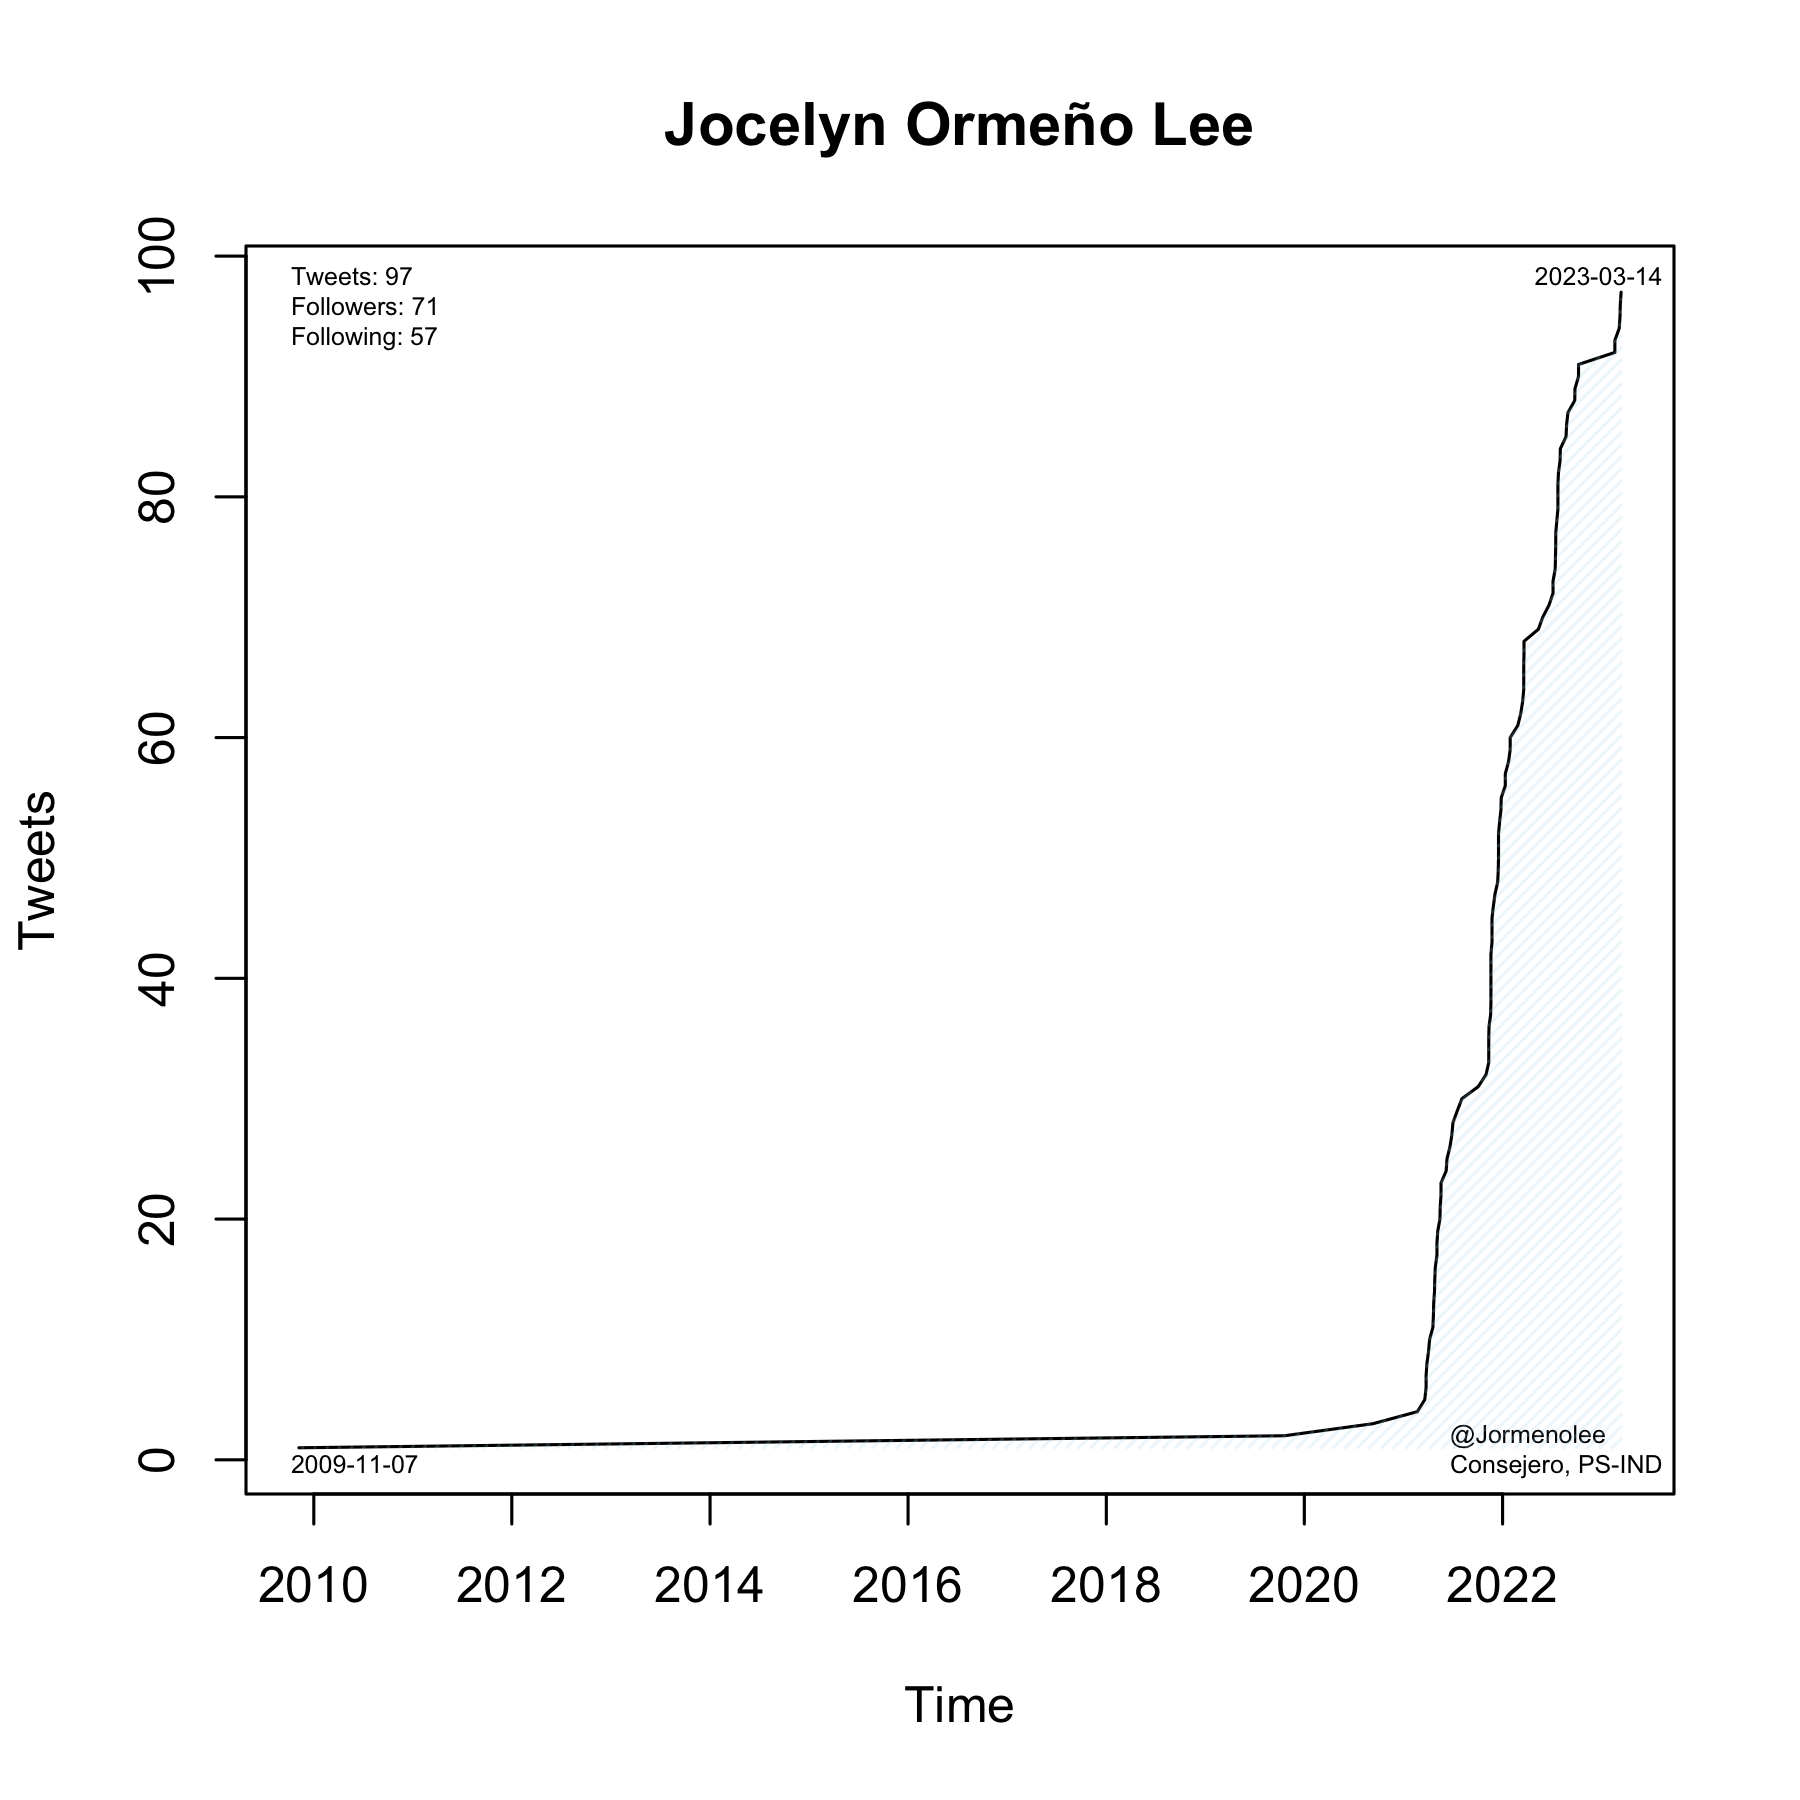 Jocelyn Ormeño Lee
Tweets: 97
Followers: 71
Following: 57
2023-03-14
100
80
60
40
20
0
Tweets
@Jormenolee
Consejero, PS-IND
2009-11-07
2010 2012 2014 2016 2018 2020 2022
Time